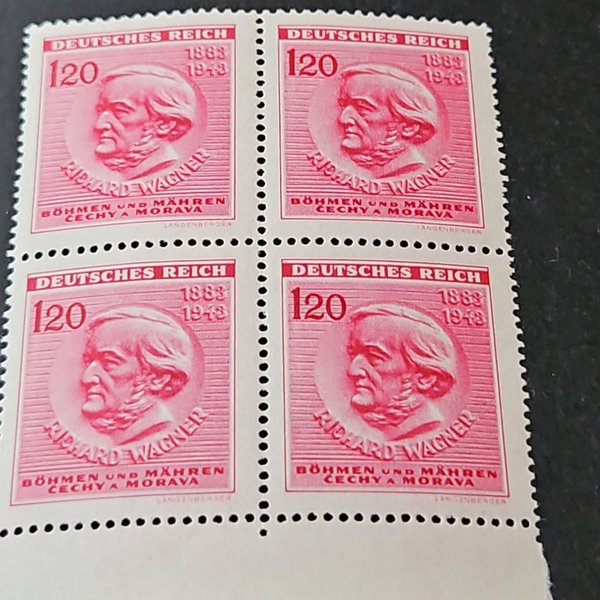 DEUTSCHES REICH
120
1883
1943
RICHARD WAGNER
BÖHMEN UND MÄHREN
ČECHY A MORAVA
LANGENBERGER
DEUTSCHES REICH
120
1883
1943
RICHARD WAGNER
BÖHMEN UND MÄHREN
ČECHY A MORAVA
LANGENBERGER
DEUTSCHES REICH
120
1883
1943
RICHARD WAGNER
BÖHMEN UND MÄHREN
ČECHY A MORAVA
LANGENBERGER
DEUTSCHES REICH
120
1883
1943
RICHARD WAGNER
BÖHMEN UND MÄHREN
ČECHY A MORAVA
LANGENBERGER